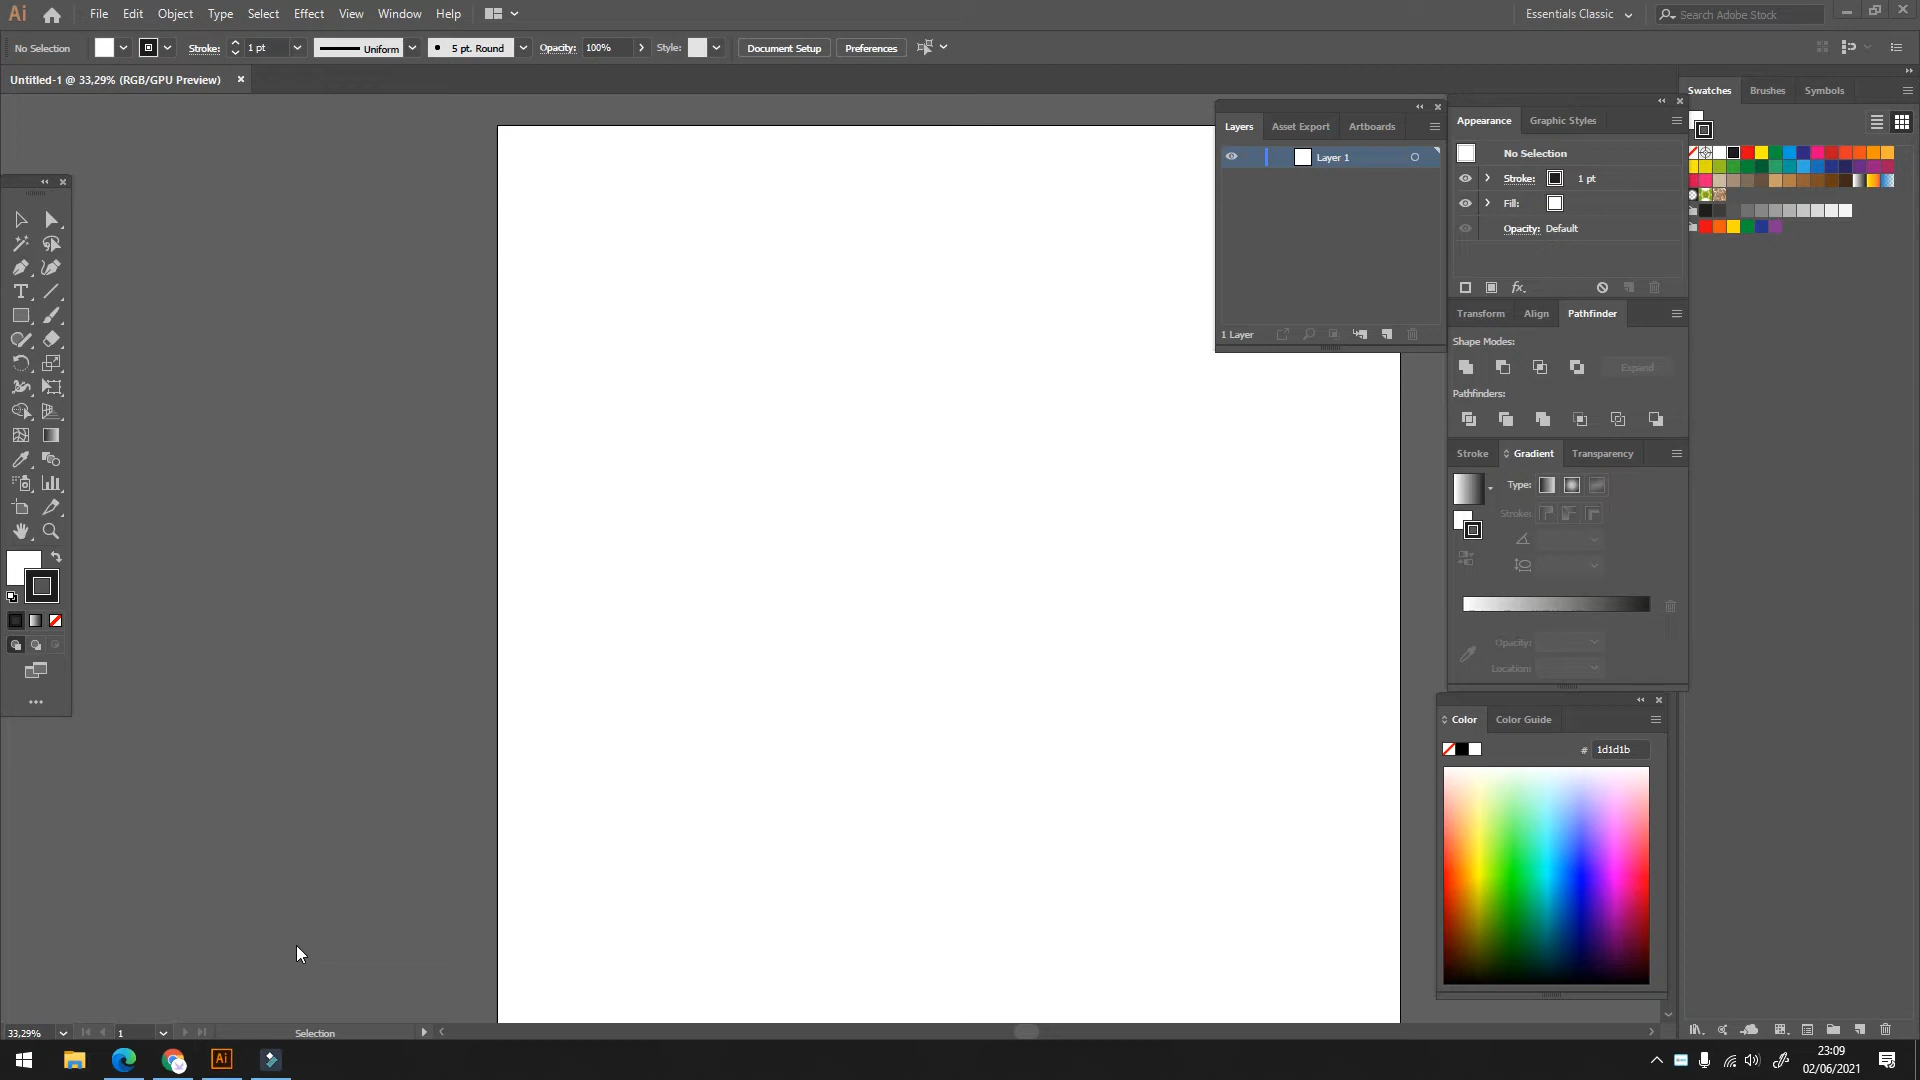 Ai File Edit Object Type Select Effect View Window Help Essentials Classic Search Adobe Stock
No Selection Stroke: 1 pt Uniform 5 pt. Round Opacity: 100% Style: Document Setup Preferences
Untitled-1 @ 33,29% (RGB/GPU Preview)
Layers Asset Export Artboards
Layer 1
1 Layer
Appearance Graphic Styles
No Selection
Stroke: 1 pt
Fill:
Opacity: Default
fx.
Transform Align Pathfinder
Shape Modes:
Expand
Pathfinders:
Stroke Gradient Transparency
Type:
Stroke:
Opacity:
Location:
Color Color Guide
# 1d1d1b
Swatches Brushes Symbols
33,29% 1 Selection
Ai
23:09
02/06/2021